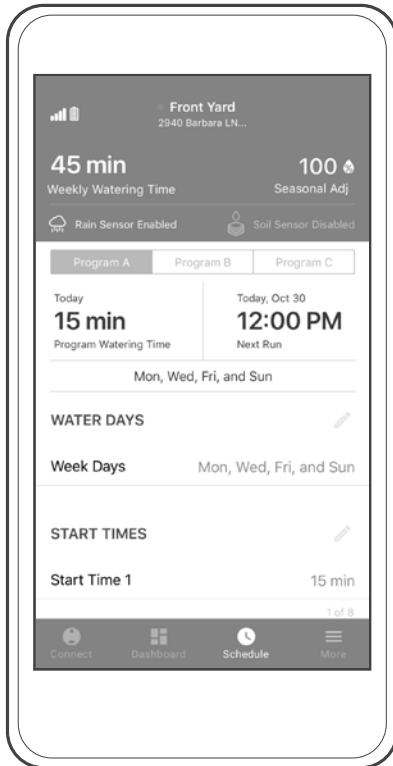 Front Yard
2940 Barbara LN...
45 min
100
Weekly Watering Time
Seasonal Adj
Rain Sensor Enabled
Soil Sensor Disabled
Program A
Program B
Program C
Today
Today, Oct 30
15 min
12:00 PM
Program Watering Time
Next Run
Mon, Wed, Fri, and Sun
WATER DAYS
Week Days
Mon, Wed, Fri, and Sun
START TIMES
Start Time 1
15 min
1 of 8
Connect
Dashboard
Schedule
More